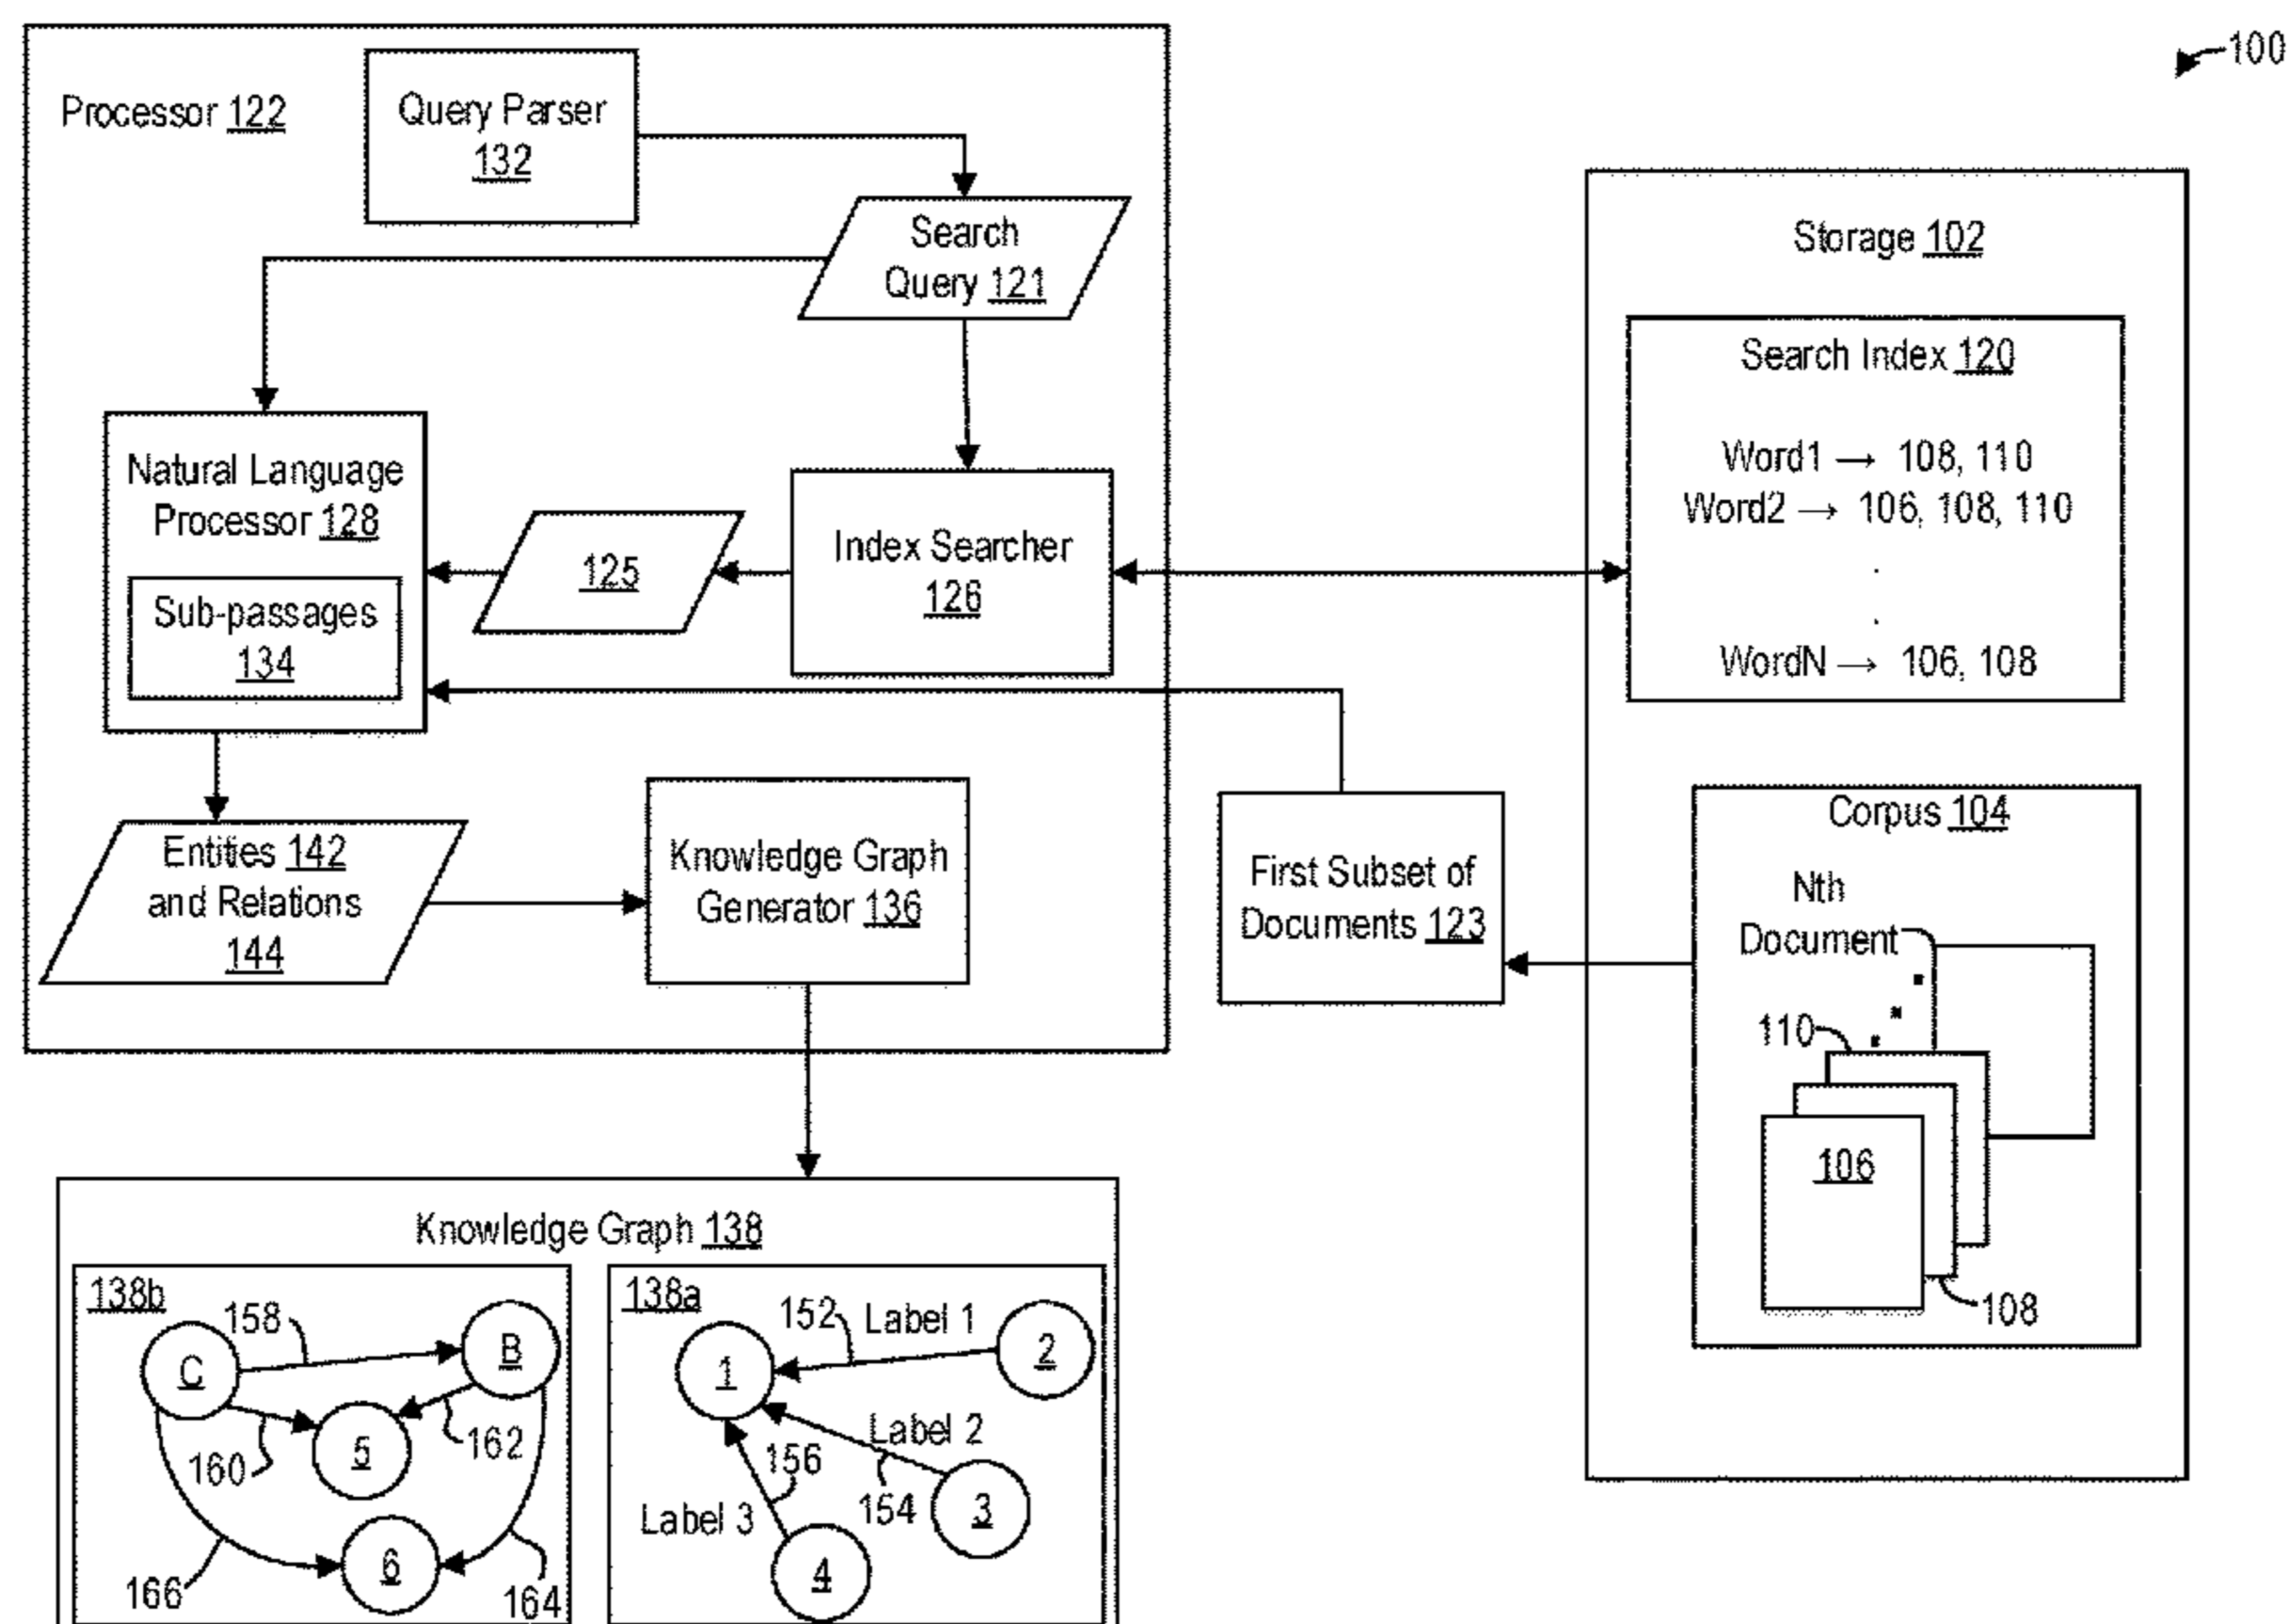 100
Processor 122
Query Parser
132
Search
Query 121
Natural Language
Processor 128
Sub-passages
134
125
Index Searcher
126
Entities 142
and Relations
144
Knowledge Graph
Generator 136
First Subset of
Documents 123
Storage 102
Search Index 120
Word1 → 108, 110
Word2 → 106, 108, 110
.
.
WordN → 106, 108
Corpus 104
Nth
Document
110
106
108
Knowledge Graph 138
138b
158
C
B
160
5
162
6
166
164
138a
152
Label 1
1
2
Label 2
156
154
3
Label 3
4